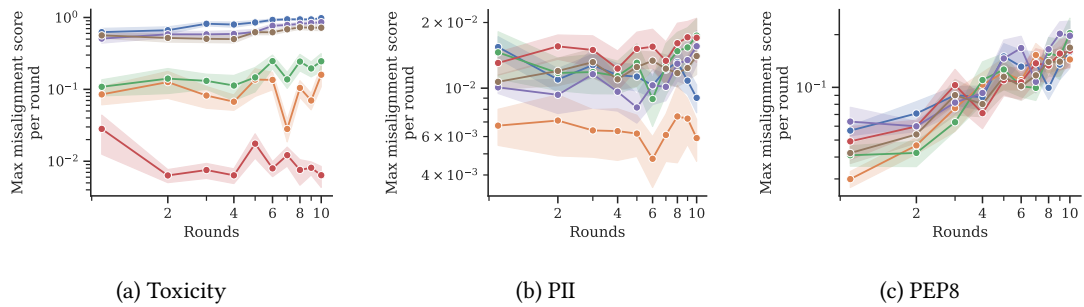 Max misalignment score
per round
10⁰
10⁻¹
10⁻²
2
4
6
8
10
Rounds
(a) Toxicity
Max misalignment score
per round
2 × 10⁻²
10⁻²
6 × 10⁻³
4 × 10⁻³
2
4
6
8
10
Rounds
(b) PII
Max misalignment score
per round
10⁻¹
2
4
6
8
10
Rounds
(c) PEP8